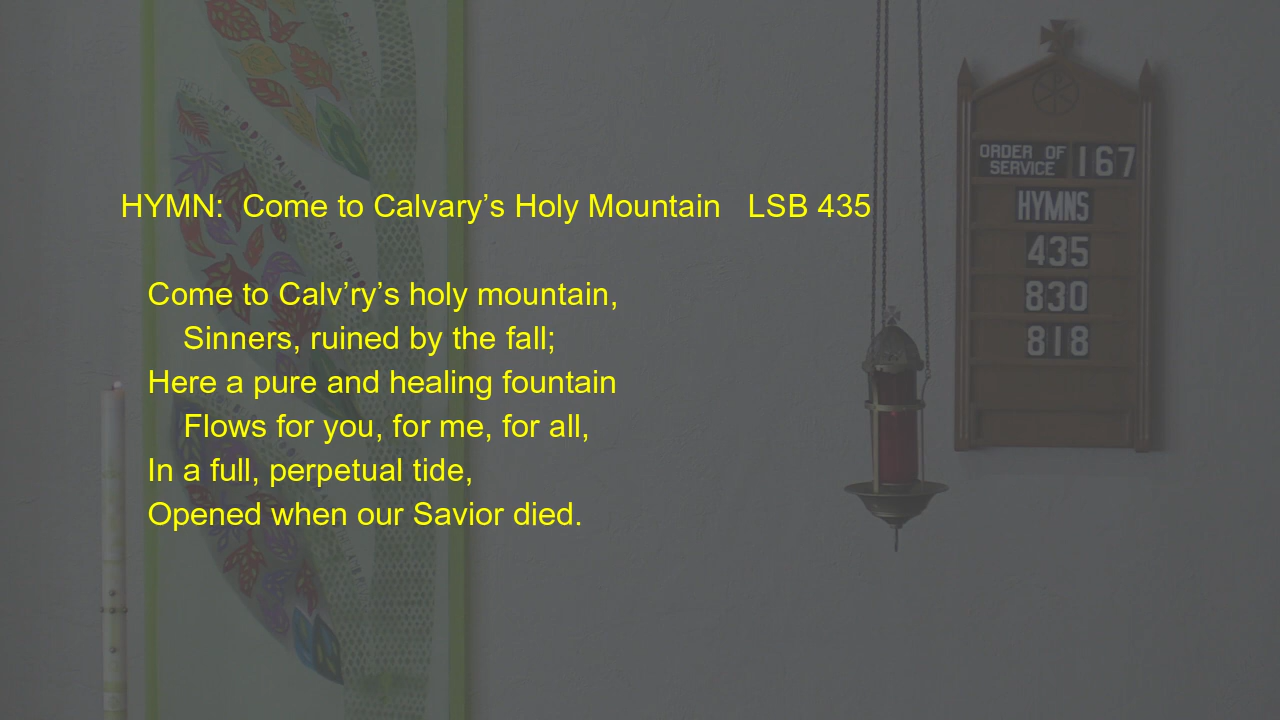 HYMN:  Come to Calvary’s Holy Mountain   LSB 435
Come to Calv’ry’s holy mountain,
Sinners, ruined by the fall;
Here a pure and healing fountain
Flows for you, for me, for all,
In a full, perpetual tide,
Opened when our Savior died.
ORDER OF
SERVICE 167
HYMNS
435
830
818